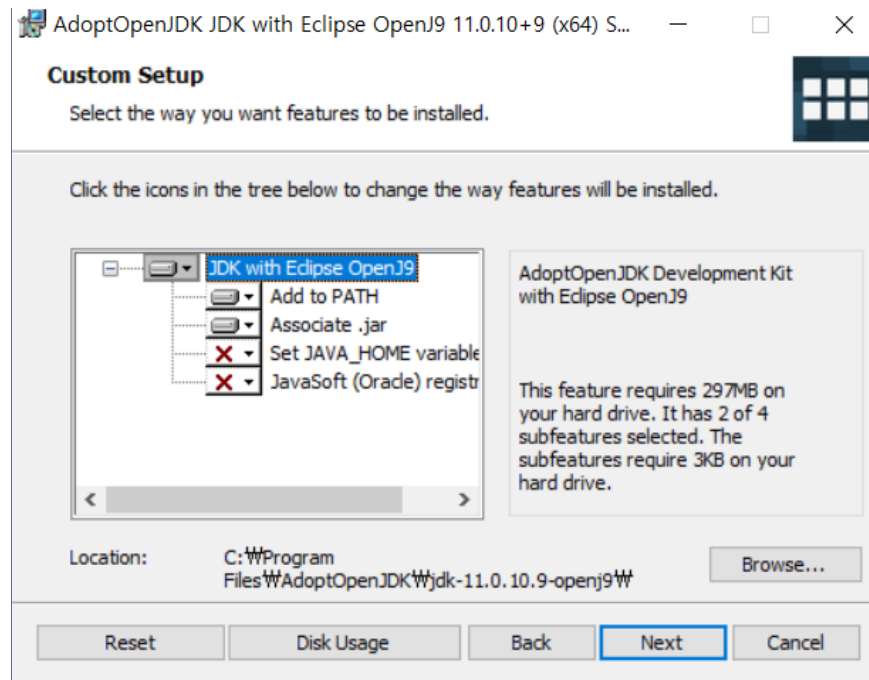 AdoptOpenJDK JDK with Eclipse OpenJ9 11.0.10+9 (x64) S...
Custom Setup
Select the way you want features to be installed.
Click the icons in the tree below to change the way features will be installed.
JDK with Eclipse OpenJ9
Add to PATH
Associate .jar
Set JAVA_HOME variable
JavaSoft (Oracle) registr
AdoptOpenJDK Development Kit
with Eclipse OpenJ9
This feature requires 297MB on
your hard drive. It has 2 of 4
subfeatures selected. The
subfeatures require 3KB on your
hard drive.
Location:
C:₩Program
Files₩AdoptOpenJDK₩jdk-11.0.10.9-openj9₩
Browse...
Reset
Disk Usage
Back
Next
Cancel